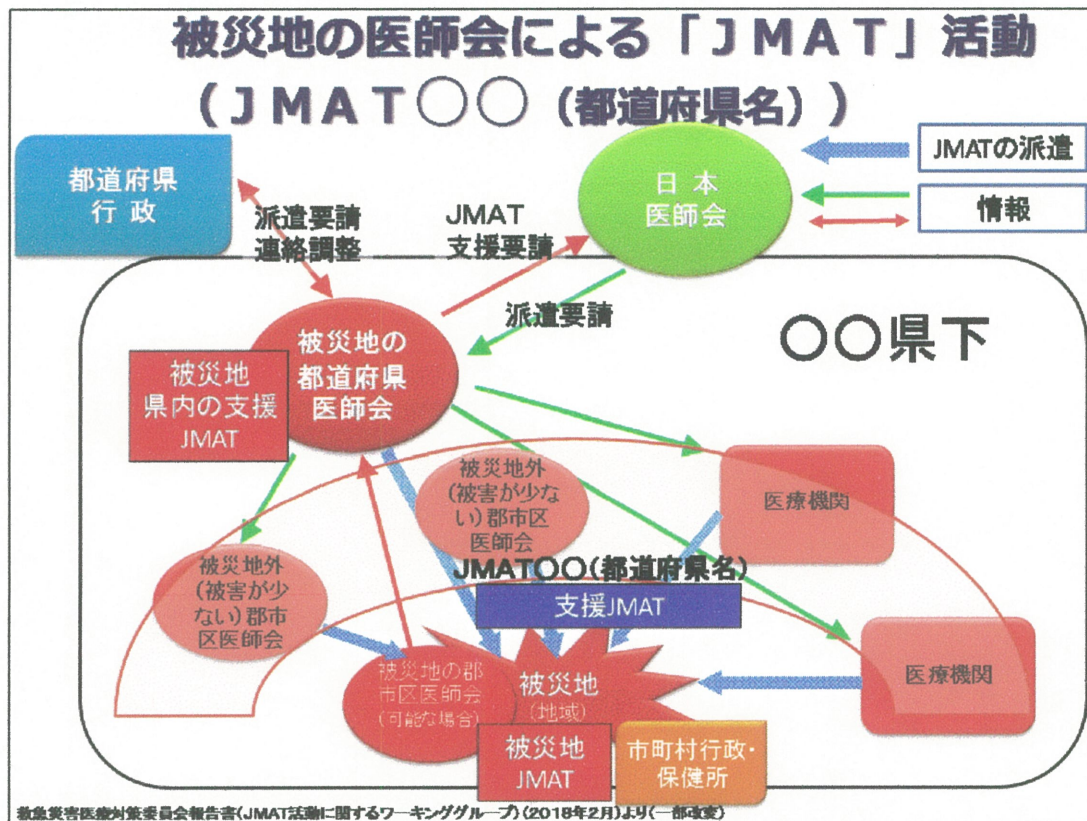 被災地の医師会による「JMAT」活動
(JMAT〇〇（都道府県名）)
都道府県
行政
日本
医師会
JMATの派遣
情報
派遣要請
連絡調整
JMAT
支援要請
派遣要請
〇〇県下
被災地の
都道府県
医師会
被災地
県内の支援
JMAT
被災地外
(被害が少な
い)郡市区
医師会
医療機関
被災地外
(被害が少
ない)郡市
区医師会
JMAT〇〇(都道府県名)
支援JMAT
被災地の郡
市区医師会
(可能な場合)
被災地
(地域)
医療機関
被災地
JMAT
市町村行政・
保健所
救急災害医療対策委員会報告書(JMAT活動に関するワーキンググループ)(2018年2月)より(一部改変)